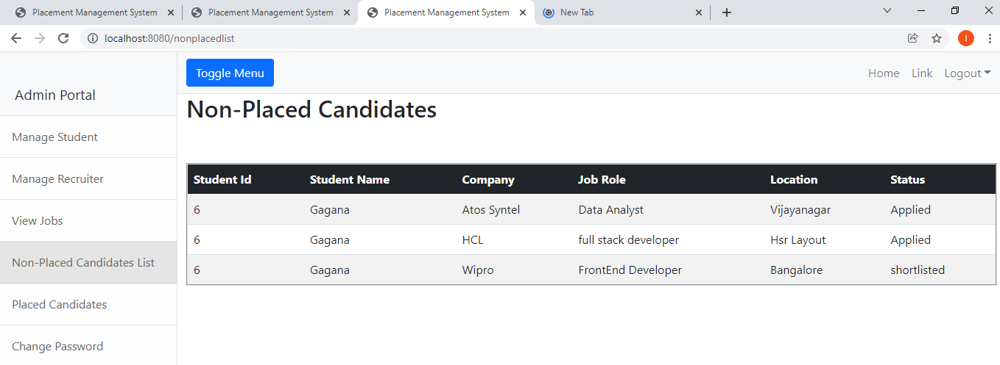 Placement Management System Placement Management System Placement Management System New Tab
localhost:8080/nonplacedlist I
Toggle Menu Home Link Logout
Admin Portal
Non-Placed Candidates
Manage Student
Manage Recruiter
View Jobs
Non-Placed Candidates List
Placed Candidates
Change Password
Student Id Student Name Company Job Role Location Status
6 Gagana Atos Syntel Data Analyst Vijayanagar Applied
6 Gagana HCL full stack developer Hsr Layout Applied
6 Gagana Wipro FrontEnd Developer Bangalore shortlisted